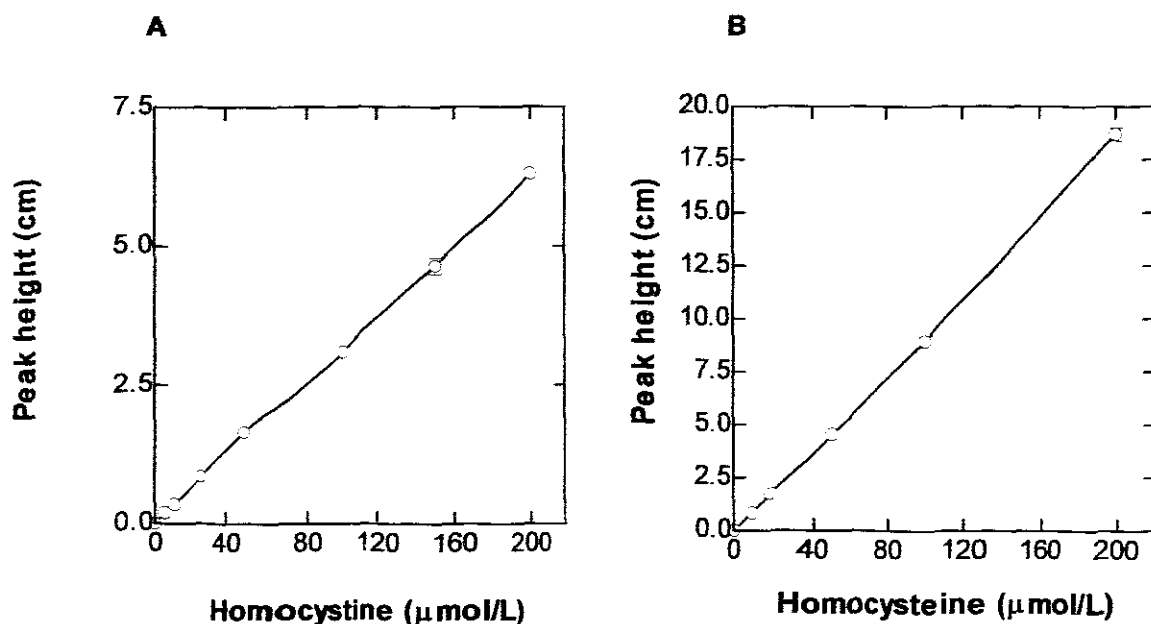 A
Peak height (cm)
7.5
5.0
2.5
0.0
0 40 80 120 160 200
Homocystine (μmol/L)
B
Peak height (cm)
20.0
17.5
15.0
12.5
10.0
7.5
5.0
2.5
0.0
0 40 80 120 160 200
Homocysteine (μmol/L)